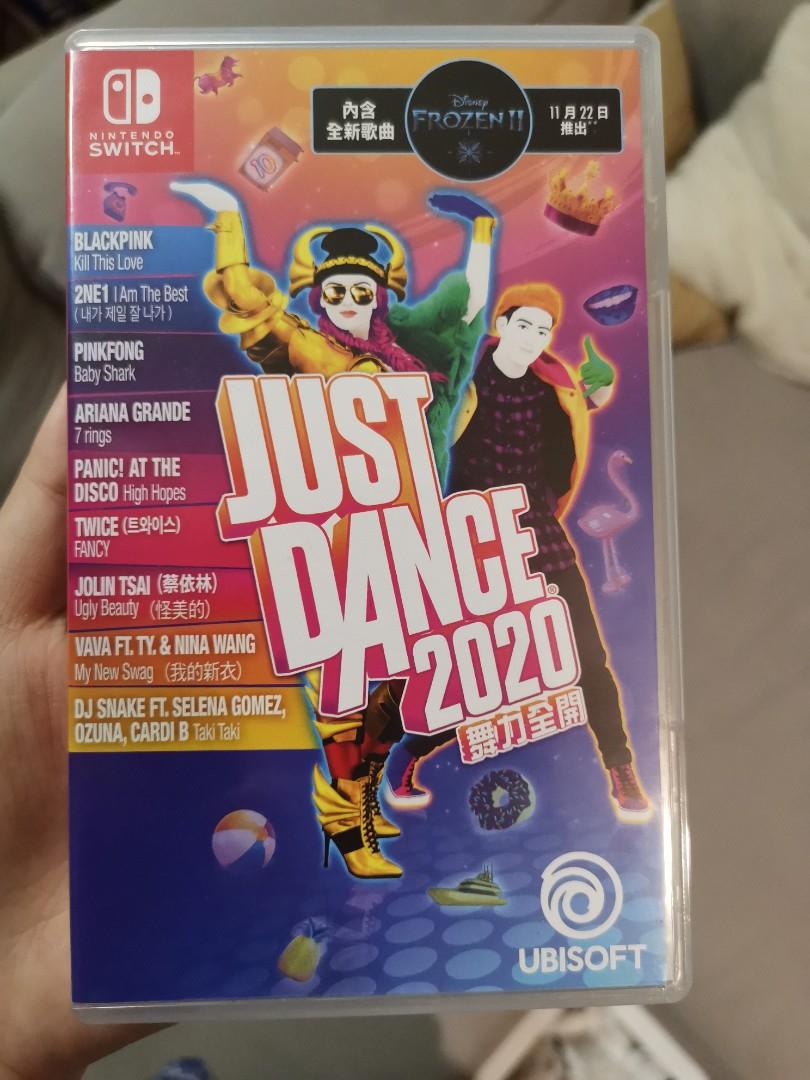 NINTENDO
SWITCH™
內含
全新歌曲
Disney
FROZEN II
11月22日
推出**
10
BLACKPINK
Kill This Love
2NE1 I Am The Best
(내가 제일 잘 나가)
PINKFONG
Baby Shark
ARIANA GRANDE
7 rings
PANIC! AT THE
DISCO High Hopes
TWICE (트와이스)
FANCY
JOLIN TSAI (蔡依林)
Ugly Beauty (怪美的)
VAVA FT. TY. & NINA WANG
My New Swag (我的新衣)
DJ SNAKE FT. SELENA GOMEZ,
OZUNA, CARDI B Taki Taki
JUST
DANCE®
2020
舞力全開
UBISOFT